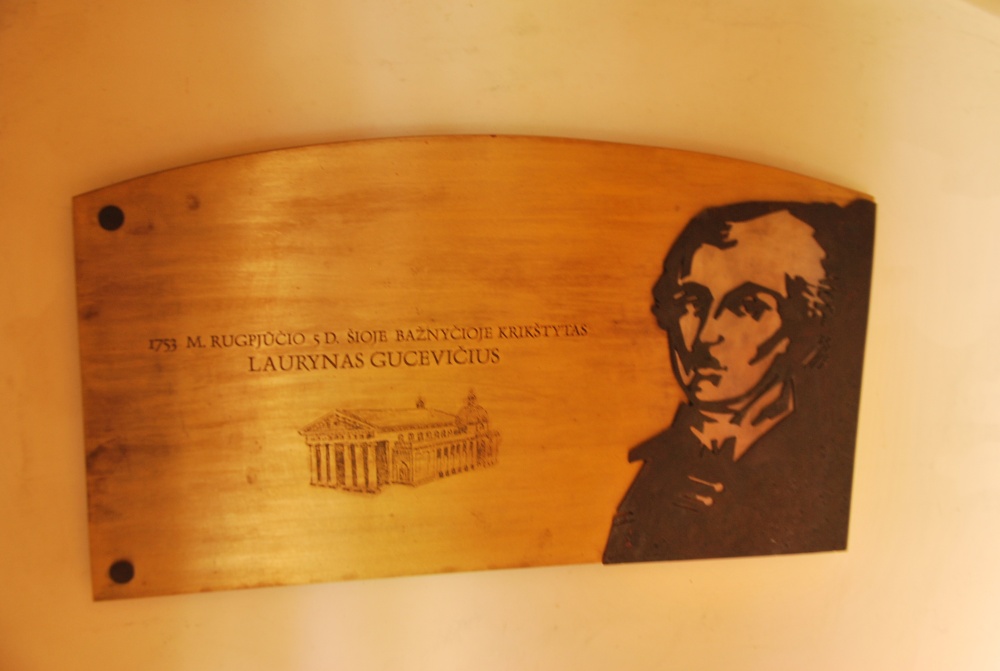 1753 M. RUGPJŪČIO 5 D. ŠIOJE BAŽNYČIOJE KRIKŠTYTAS
LAURYNAS GUCEVIČIUS